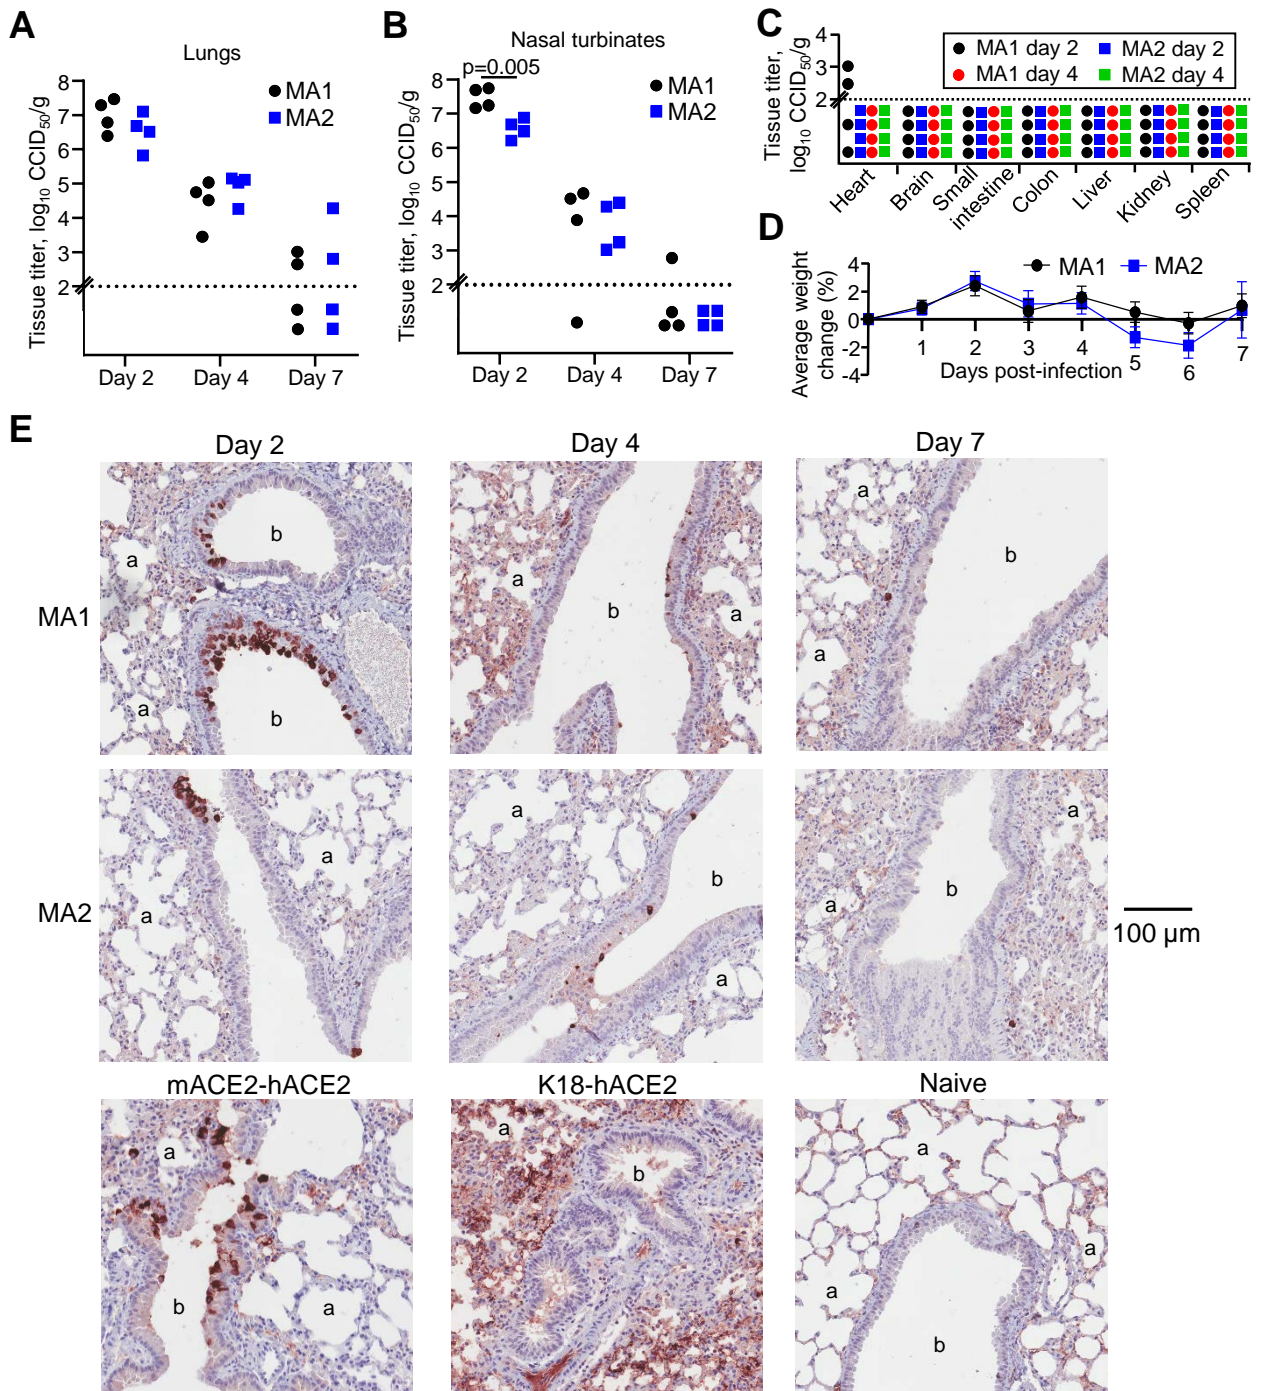 A
Lungs
Tissue titer, log10 CCID50/g
8
7
6
5
4
3
2
MA1
MA2
Day 2
Day 4
Day 7
B
Nasal turbinates
p=0.005
Tissue titer, log10 CCID50/g
8
7
6
5
4
3
2
MA1
MA2
Day 2
Day 4
Day 7
C
Tissue titer,
log10 CCID50/g
4
3
2
MA1 day 2
MA2 day 2
MA1 day 4
MA2 day 4
Heart
Brain
Small
intestine
Colon
Liver
Kidney
Spleen
D
Average weight
change (%)
4
2
0
-2
-4
MA1
MA2
1
2
3
4
5
6
7
Days post-infection
E
Day 2
Day 4
Day 7
MA1
a
b
a
b
a
b
a
a
b
a
MA2
a
a
a
b
a
a
b
a
100 µm
mACE2-hACE2
K18-hACE2
Naive
a
b
a
a
b
a
a
a
b